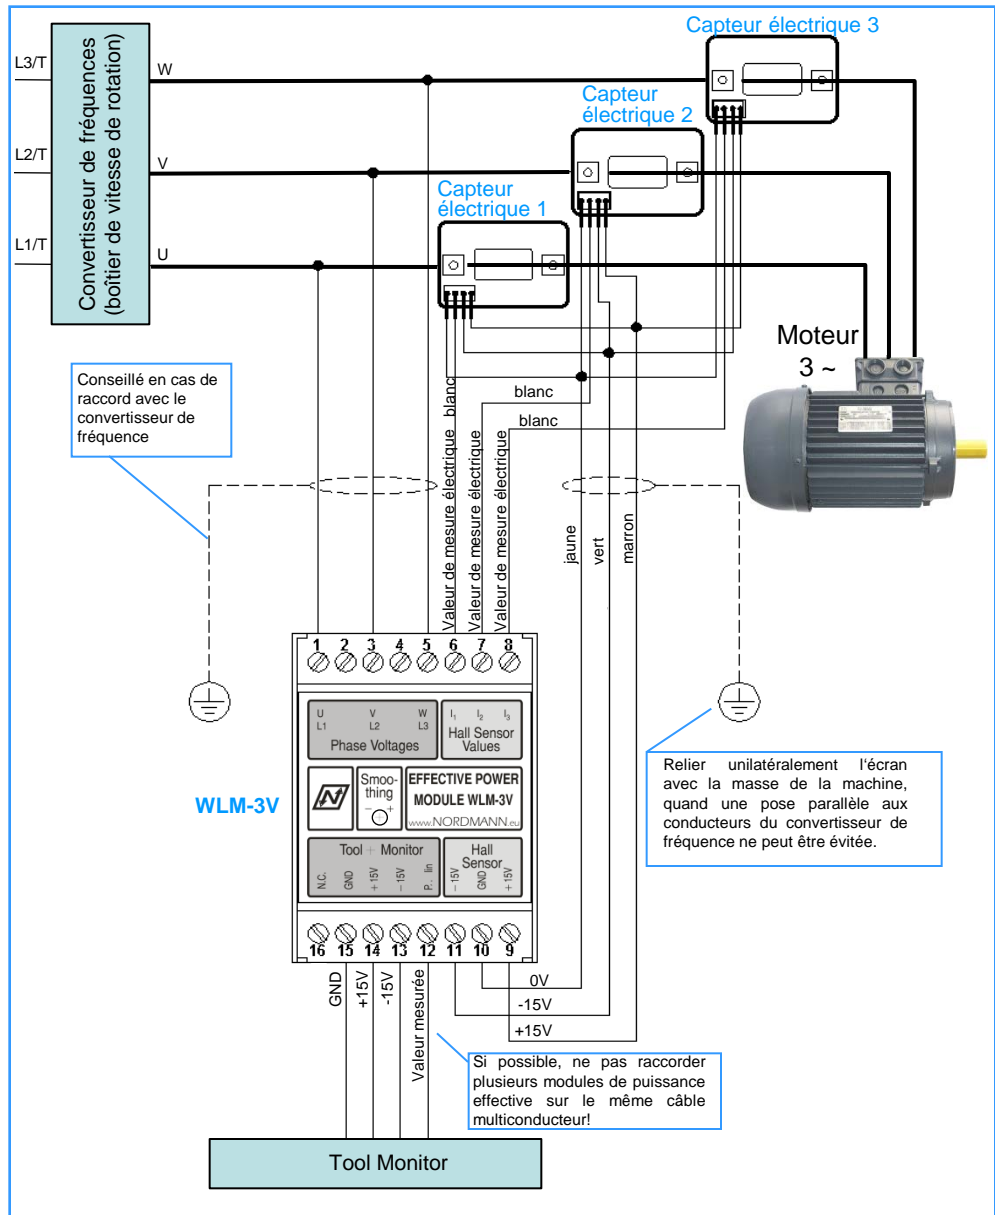 Capteur électrique 3
L3/T
W
Capteur
électrique 2
L2/T
V
Capteur
électrique 1
L1/T
U
Convertisseur de fréquences
(boîtier de vitesse de rotation)
Moteur
3 ~
Conseillé en cas de
raccord avec le
convertisseur de
fréquence
blanc
blanc
blanc
Valeur de mesure électrique
Valeur de mesure électrique
Valeur de mesure électrique
jaune
vert
marron
1 2 3 4 5 6 7 8
U V W
L1 L2 L3
Phase Voltages
I1 I2 I3
Hall Sensor
Values
WLM-3V
Smoo-
thing
- +
EFFECTIVE POWER
MODULE WLM-3V
www.NORDMANN.eu
Tool + Monitor
N.C. GND +15V -15V P.. lin
Hall
Sensor
-15V GND +15V
16 15 14 13 12 11 10 9
Relier unilatéralement l'écran
avec la masse de la machine,
quand une pose parallèle aux
conducteurs du convertisseur de
fréquence ne peut être évitée.
GND
+15V
-15V
Valeur mesurée
0V
-15V
+15V
Si possible, ne pas raccorder
plusieurs modules de puissance
effective sur le même câble
multiconducteur!
Tool Monitor